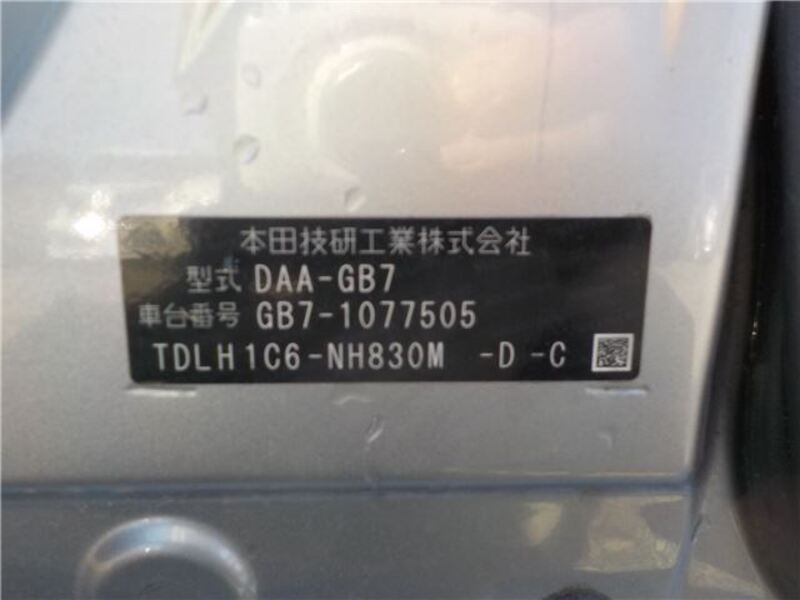 本田技研工業株式会社
型式 DAA-GB7
車台番号 GB7-1077505
TDLH1C6-NH830M -D-C